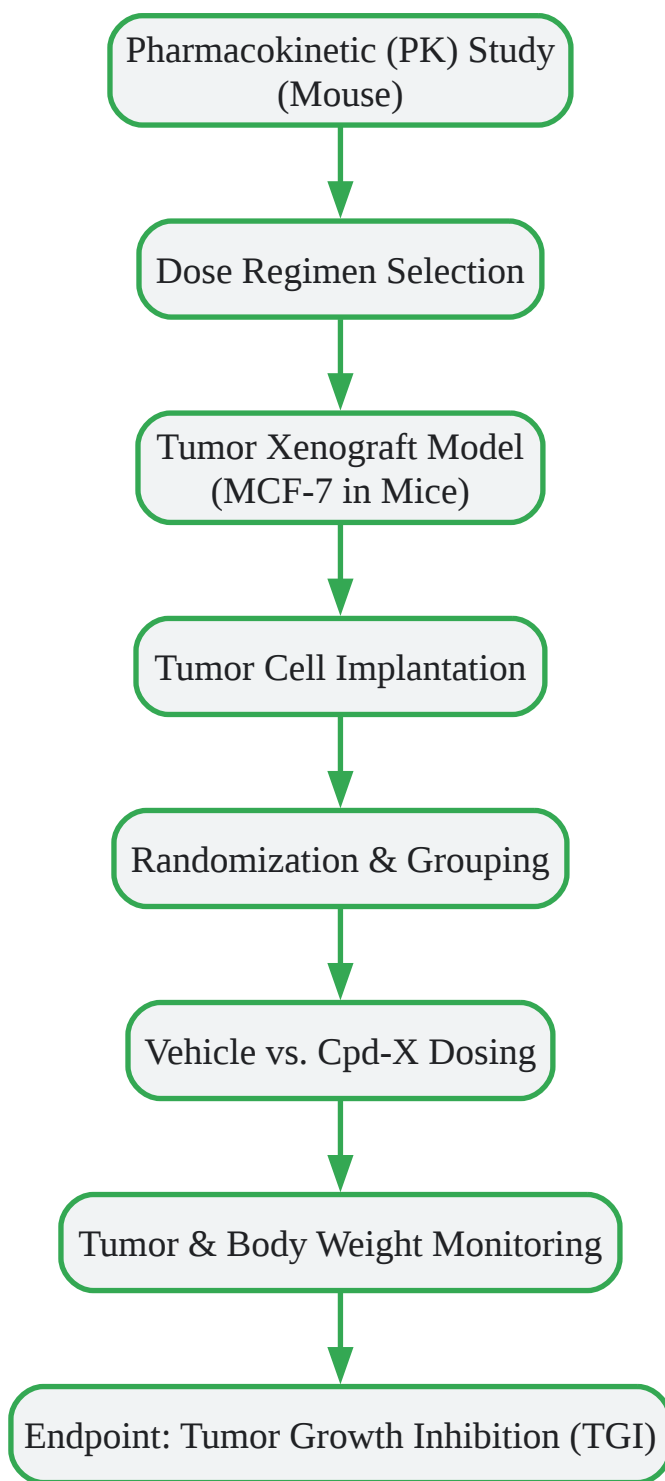 Pharmacokinetic (PK) Study
(Mouse)
Dose Regimen Selection
Tumor Xenograft Model
(MCF-7 in Mice)
Tumor Cell Implantation
Randomization & Grouping
Vehicle vs. Cpd-X Dosing
Tumor & Body Weight Monitoring
Endpoint: Tumor Growth Inhibition (TGI)